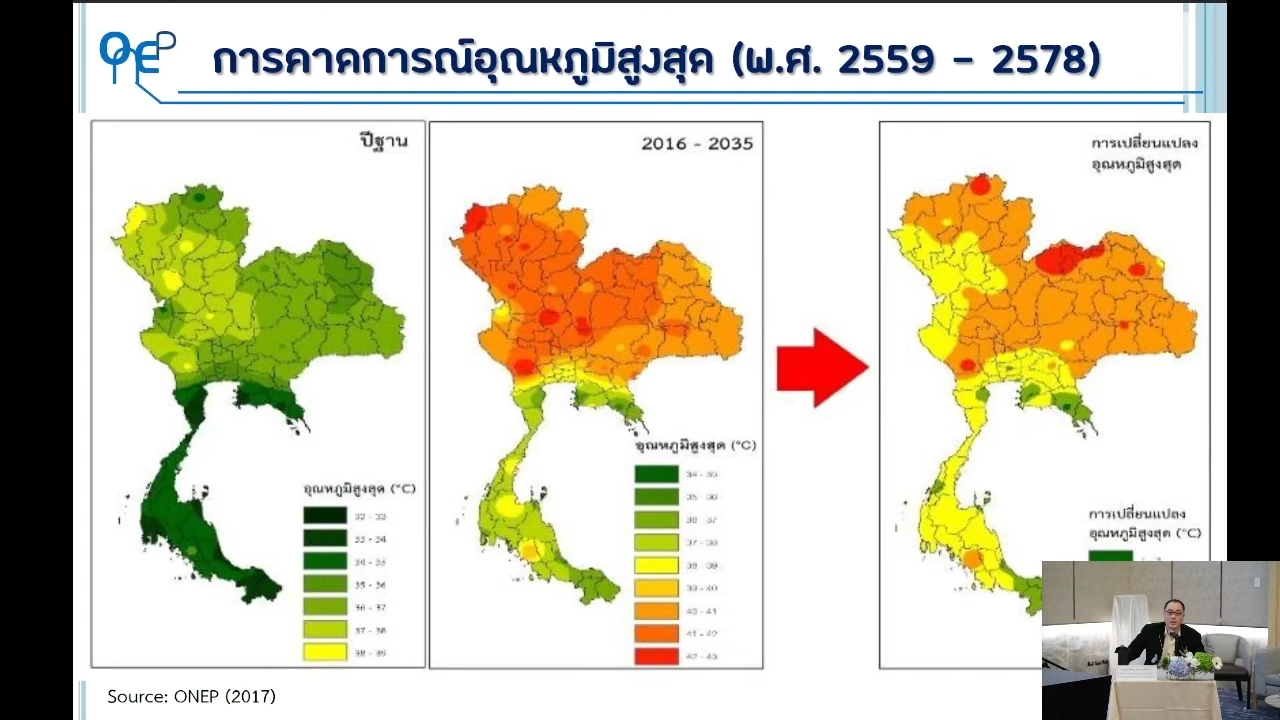 OEP
การคาดการณ์อุณหภูมิสูงสุด (พ.ศ. 2559 – 2578)
ปีฐาน
อุณหภูมิสูงสุด (°C)
32 - 33
33 - 34
34 - 35
35 - 36
36 - 37
37 - 38
38 - 39
2016 - 2035
อุณหภูมิสูงสุด (°C)
34 - 35
35 - 36
36 - 37
37 - 38
38 - 39
39 - 40
40 - 41
41 - 42
42 - 43
การเปลี่ยนแปลง
อุณหภูมิสูงสุด
การเปลี่ยนแปลง
อุณหภูมิสูงสุด (°C)
Source: ONEP (2017)